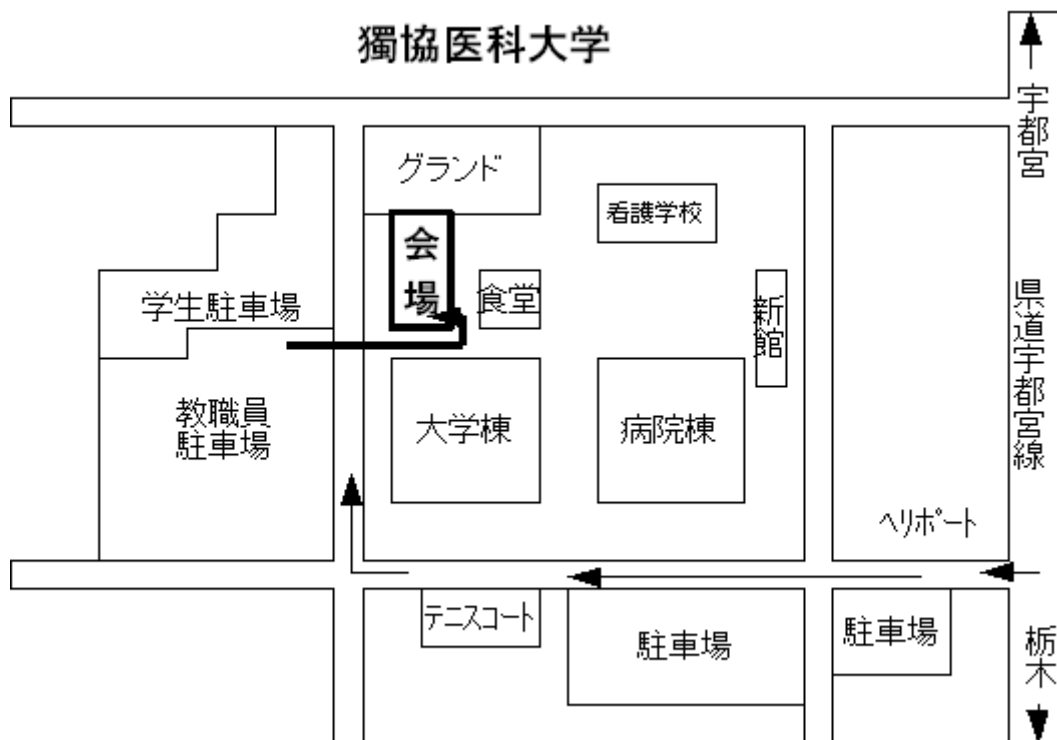 獨協医科大学
宇都宮
グランド
看護学校
会場
食堂
新館
学生駐車場
県道宇都宮線
教職員
駐車場
大学棟
病院棟
ヘリポート
テニスコート
駐車場
駐車場
栃木